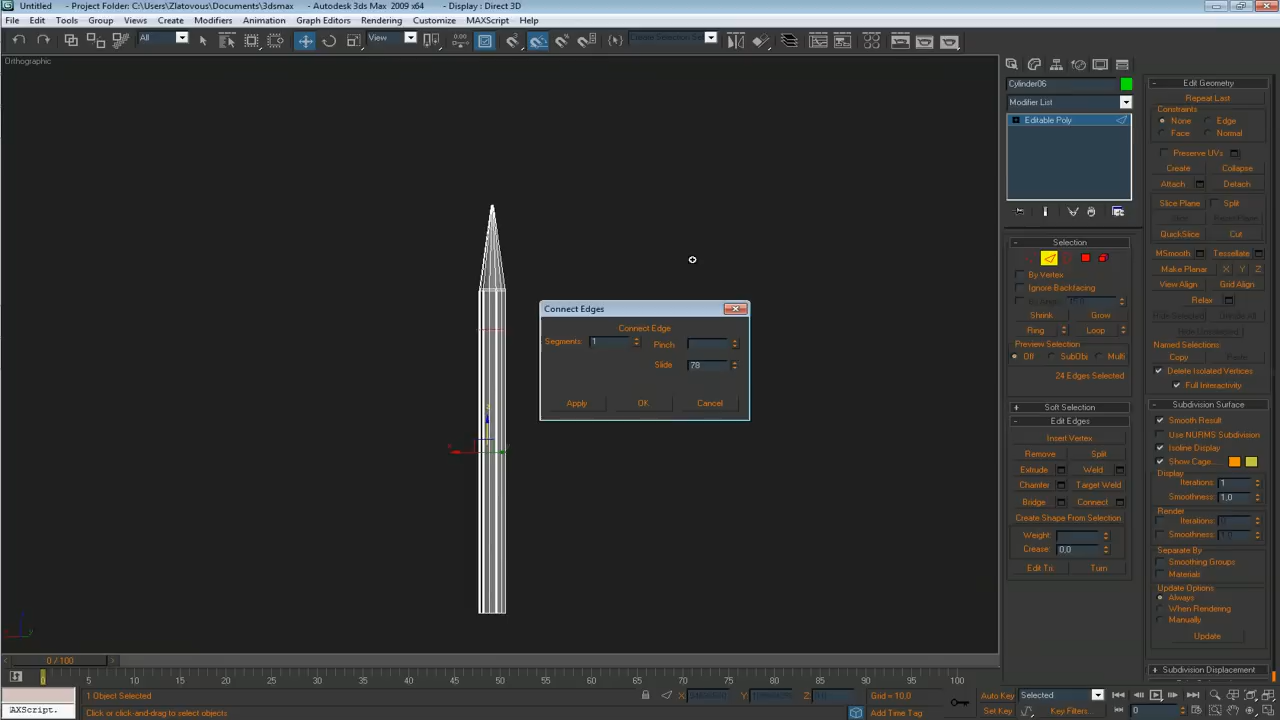 Untitled - Project Folder: C:\Users\Zlatovous\Documents\3dsmax - Autodesk 3ds Max 2009 x64 - Display : Direct 3D
File Edit Tools Group Views Create Modifiers Animation Graph Editors Rendering Customize MAXScript Help
All View
Orthographic
Cylinder06
Modifier List
Editable Poly
Selection
By Vertex
Ignore Backfacing
Shrink Grow
Ring Loop
Preview Selection
Off SubObj Multi
24 Edges Selected
Soft Selection
Edit Edges
Insert Vertex
Remove Split
Extrude Weld
Chamfer Target Weld
Bridge Connect
Create Shape From Selection
Weight:
Crease: 0,0
Edit Tri. Turn
Edit Geometry
Repeat Last
Constraints
None Edge
Face Normal
Preserve UVs
Create Collapse
Attach Detach
Slice Plane Split
QuickSlice Cut
MSmooth Tessellate
Make Planar X Y Z
View Align Grid Align
Relax
Named Selections
Copy
Delete Isolated Vertices
Full Interactivity
Subdivision Surface
Smooth Result
Use NURMS Subdivision
Isoline Display
Show Cage
Display
Iterations: 1
Smoothness: 1,0
Render
Iterations:
Smoothness:
Separate By
Smoothing Groups
Materials
Update Options
Always
When Rendering
Manually
Update
Subdivision Displacement
Connect Edges
Connect Edge
Segments: 1 Pinch
Slide 78
Apply OK Cancel
0 / 100
5 10 15 20 25 30 35 40 45 50 55 60 65 70 75 80 85 90 95 100
1 Object Selected X Y Z Grid = 10,0
Auto Key Selected
AXScript. Click or click-and-drag to select objects Add Time Tag
Set Key Key Filters... 0